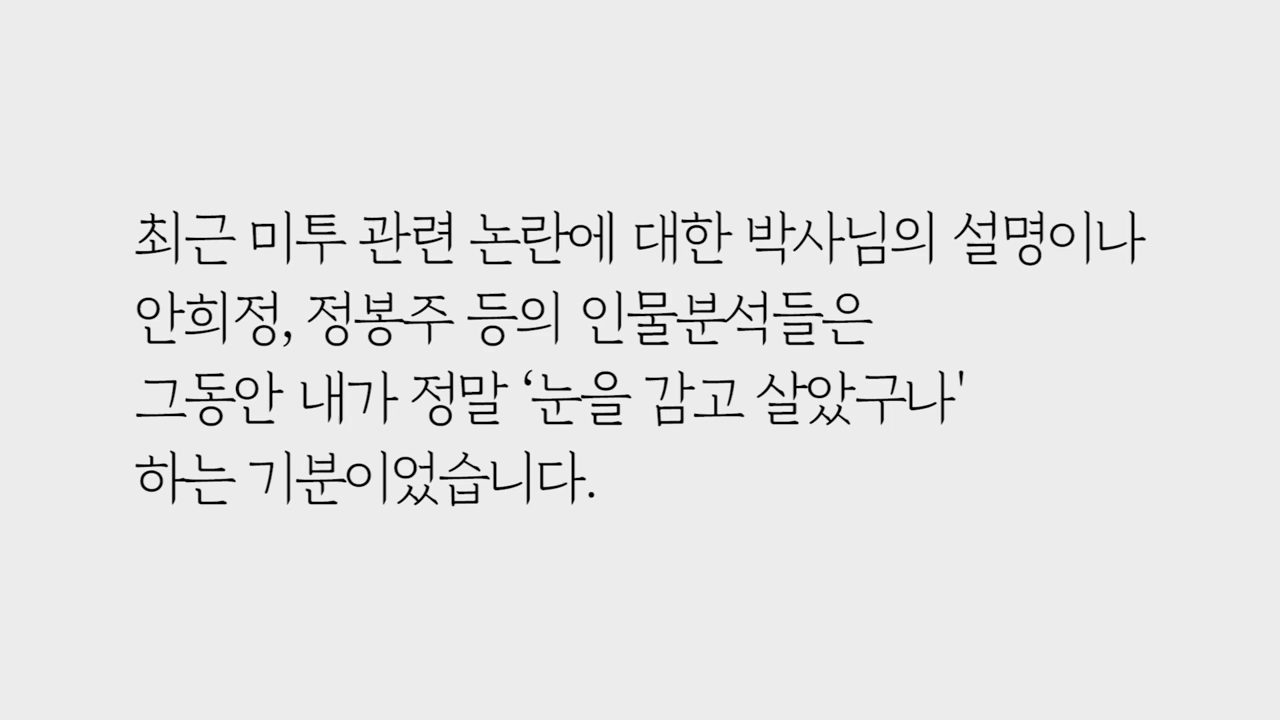 최근 미투 관련 논란에 대한 박사님의 설명이나
안희정, 정봉주 등의 인물분석들은
그동안 내가 정말 ‘눈을 감고 살았구나'
하는 기분이었습니다.